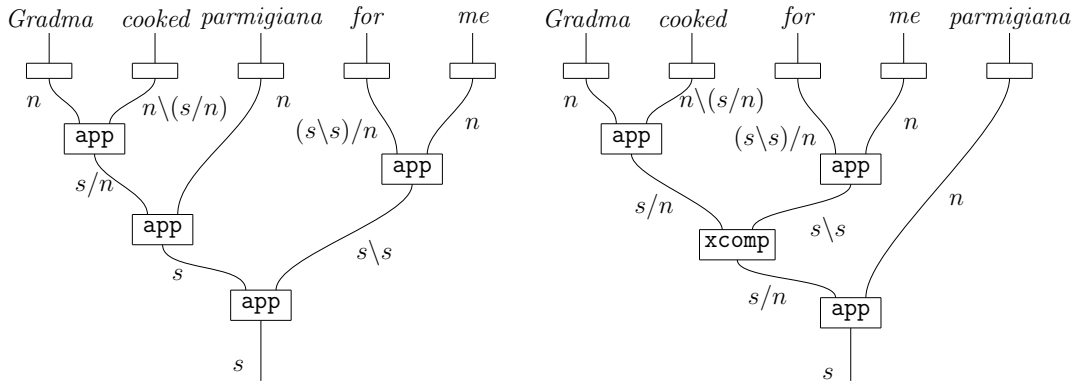 Gradma cooked parmigiana for me
n n\(s/n) n (s\s)/n n
app
app
s/n
app
s\s
s
app
s
Gradma cooked for me parmigiana
n n\(s/n) (s\s)/n n
app
app
s/n
s\s
n
xcomp
s/n
app
s